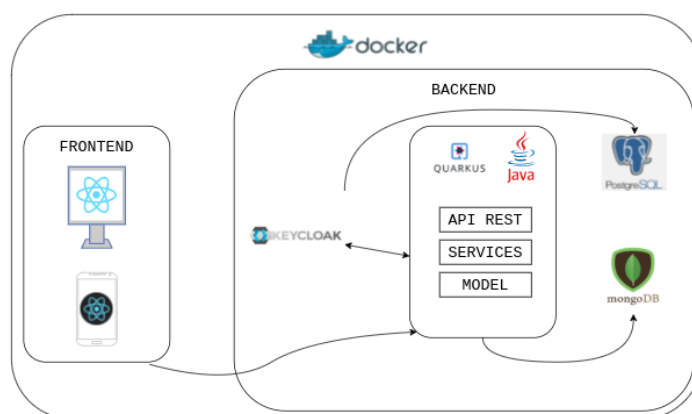 docker
BACKEND
FRONTEND
QUARKUS
Java
PostgreSQL
API REST
KEYCLOAK
SERVICES
MODEL
mongoDB